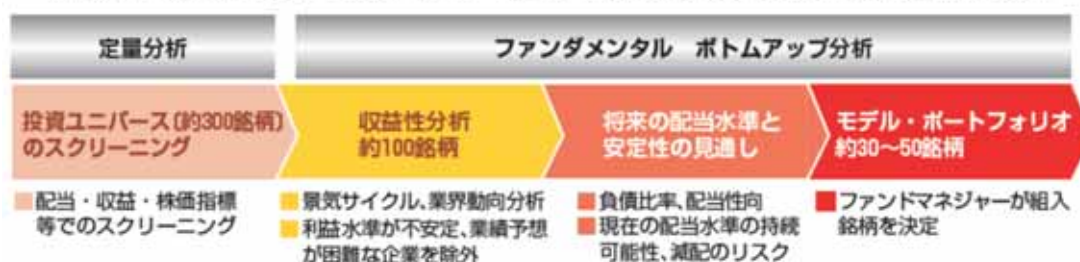 定量分析
ファンダメンタル ボトムアップ分析
投資ユニバース(約300銘柄)
のスクリーニング
収益性分析
約100銘柄
将来の配当水準と
安定性の見通し
モデル・ポートフォリオ
約30〜50銘柄
配当・収益・株価指標
等でのスクリーニング
景気サイクル、業界動向分析
利益水準が不安定、業績予想
が困難な企業を除外
負債比率、配当性向
現在の配当水準の持続
可能性、減配のリスク
ファンドマネジャーが組入
銘柄を決定